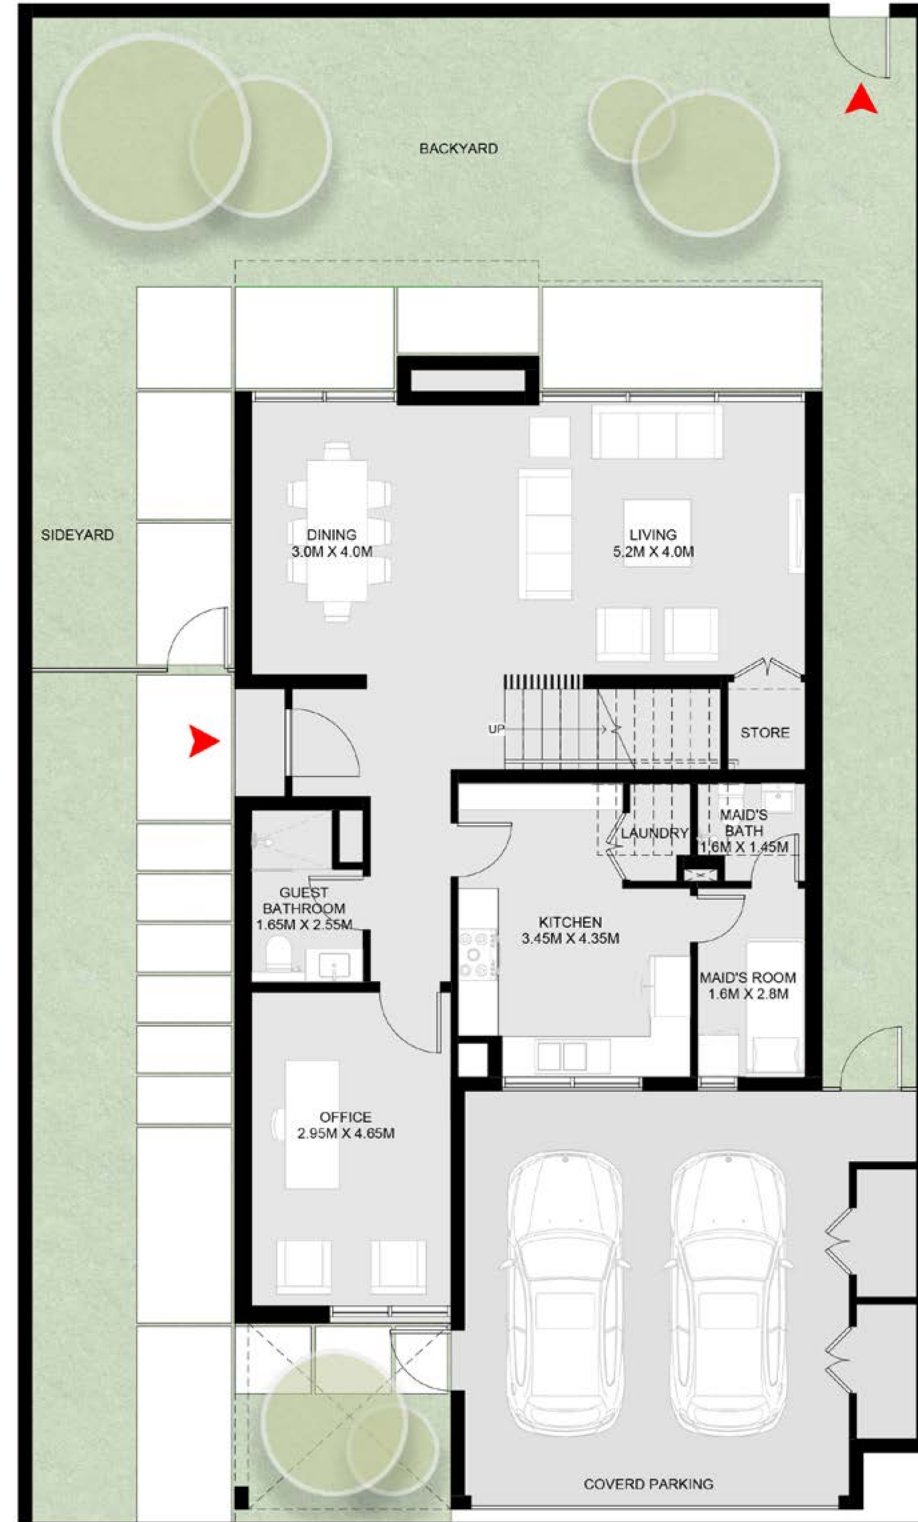 BACKYARD
SIDEYARD
DINING
3.0M X 4.0M
LIVING
5.2M X 4.0M
UP
STORE
LAUNDRY
MAID'S
BATH
1.6M X 1.45M
GUEST
BATHROOM
1.65M X 2.55M
KITCHEN
3.45M X 4.35M
MAID'S ROOM
1.6M X 2.8M
OFFICE
2.95M X 4.65M
COVERD PARKING